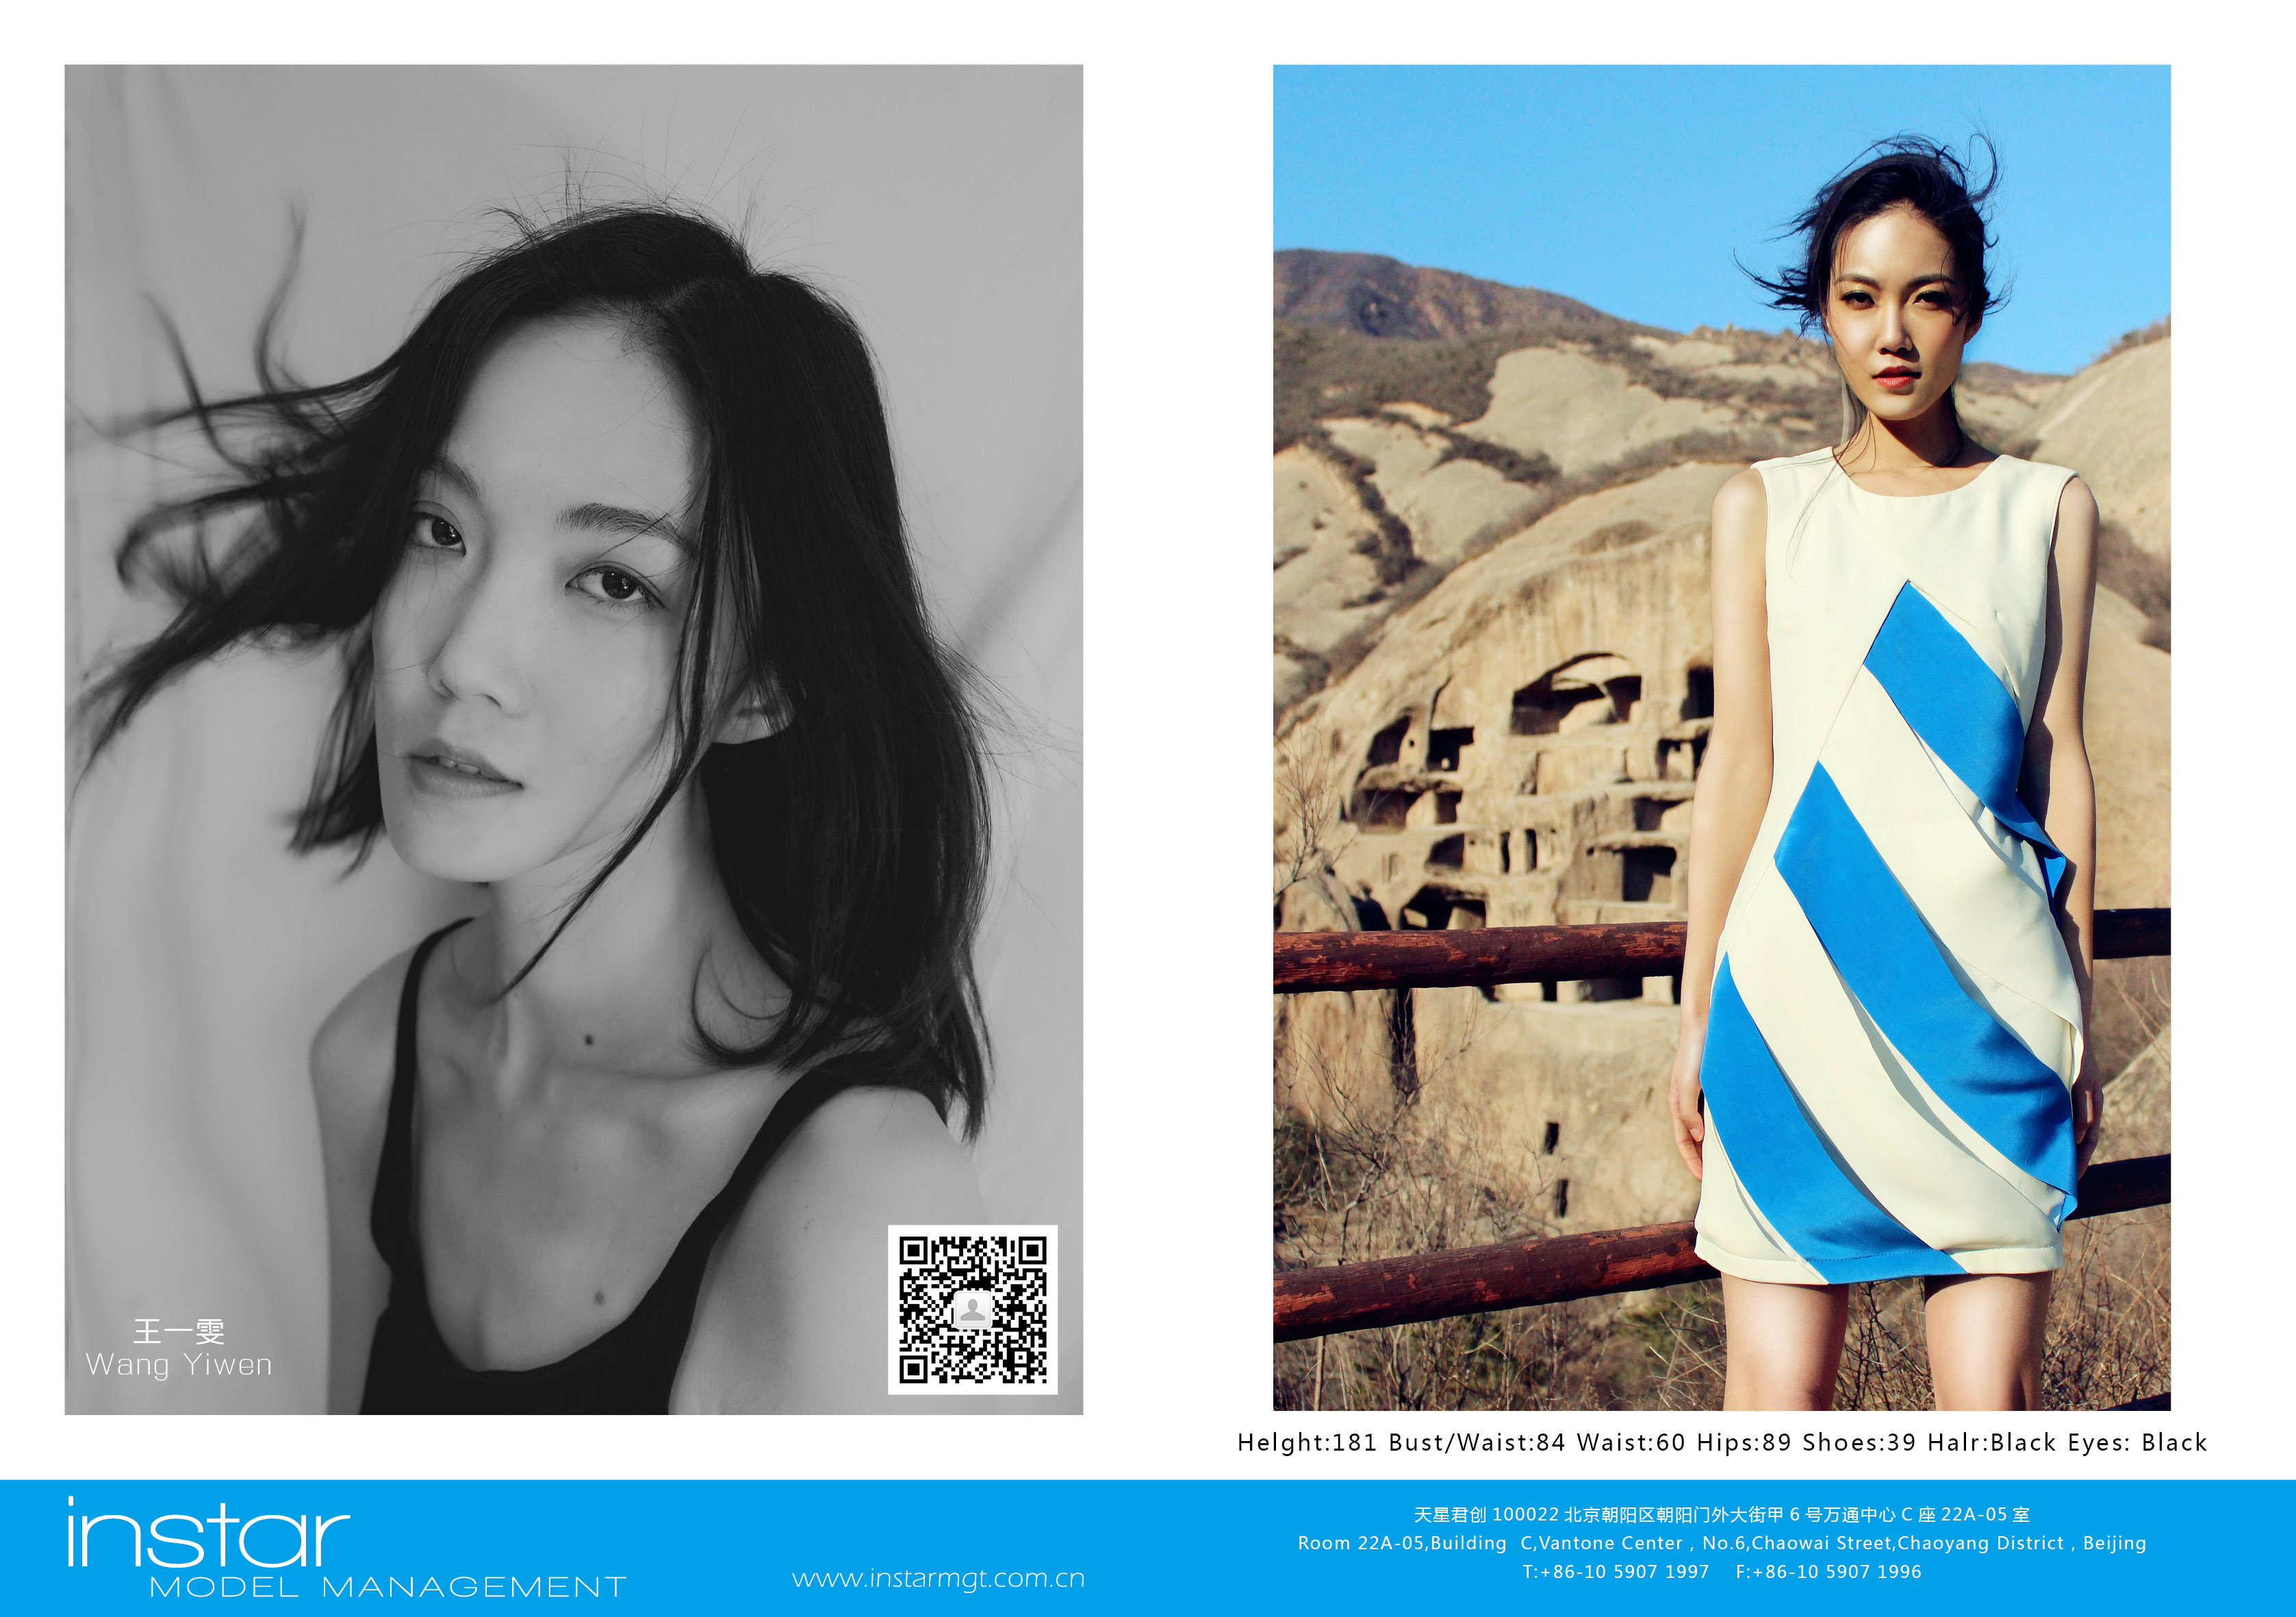 王一雯
Wang Yiwen
Helght:181 Bust/Waist:84 Waist:60 Hips:89 Shoes:39 Halr:Black Eyes: Black
instar
MODEL MANAGEMENT
www.instarmgt.com.cn
天星君创 100022 北京朝阳区朝阳门外大街甲 6 号万通中心 C 座 22A-05 室
Room 22A-05,Building C,Vantone Center , No.6,Chaowai Street,Chaoyang District , Beijing
T:+86-10 5907 1997 F:+86-10 5907 1996